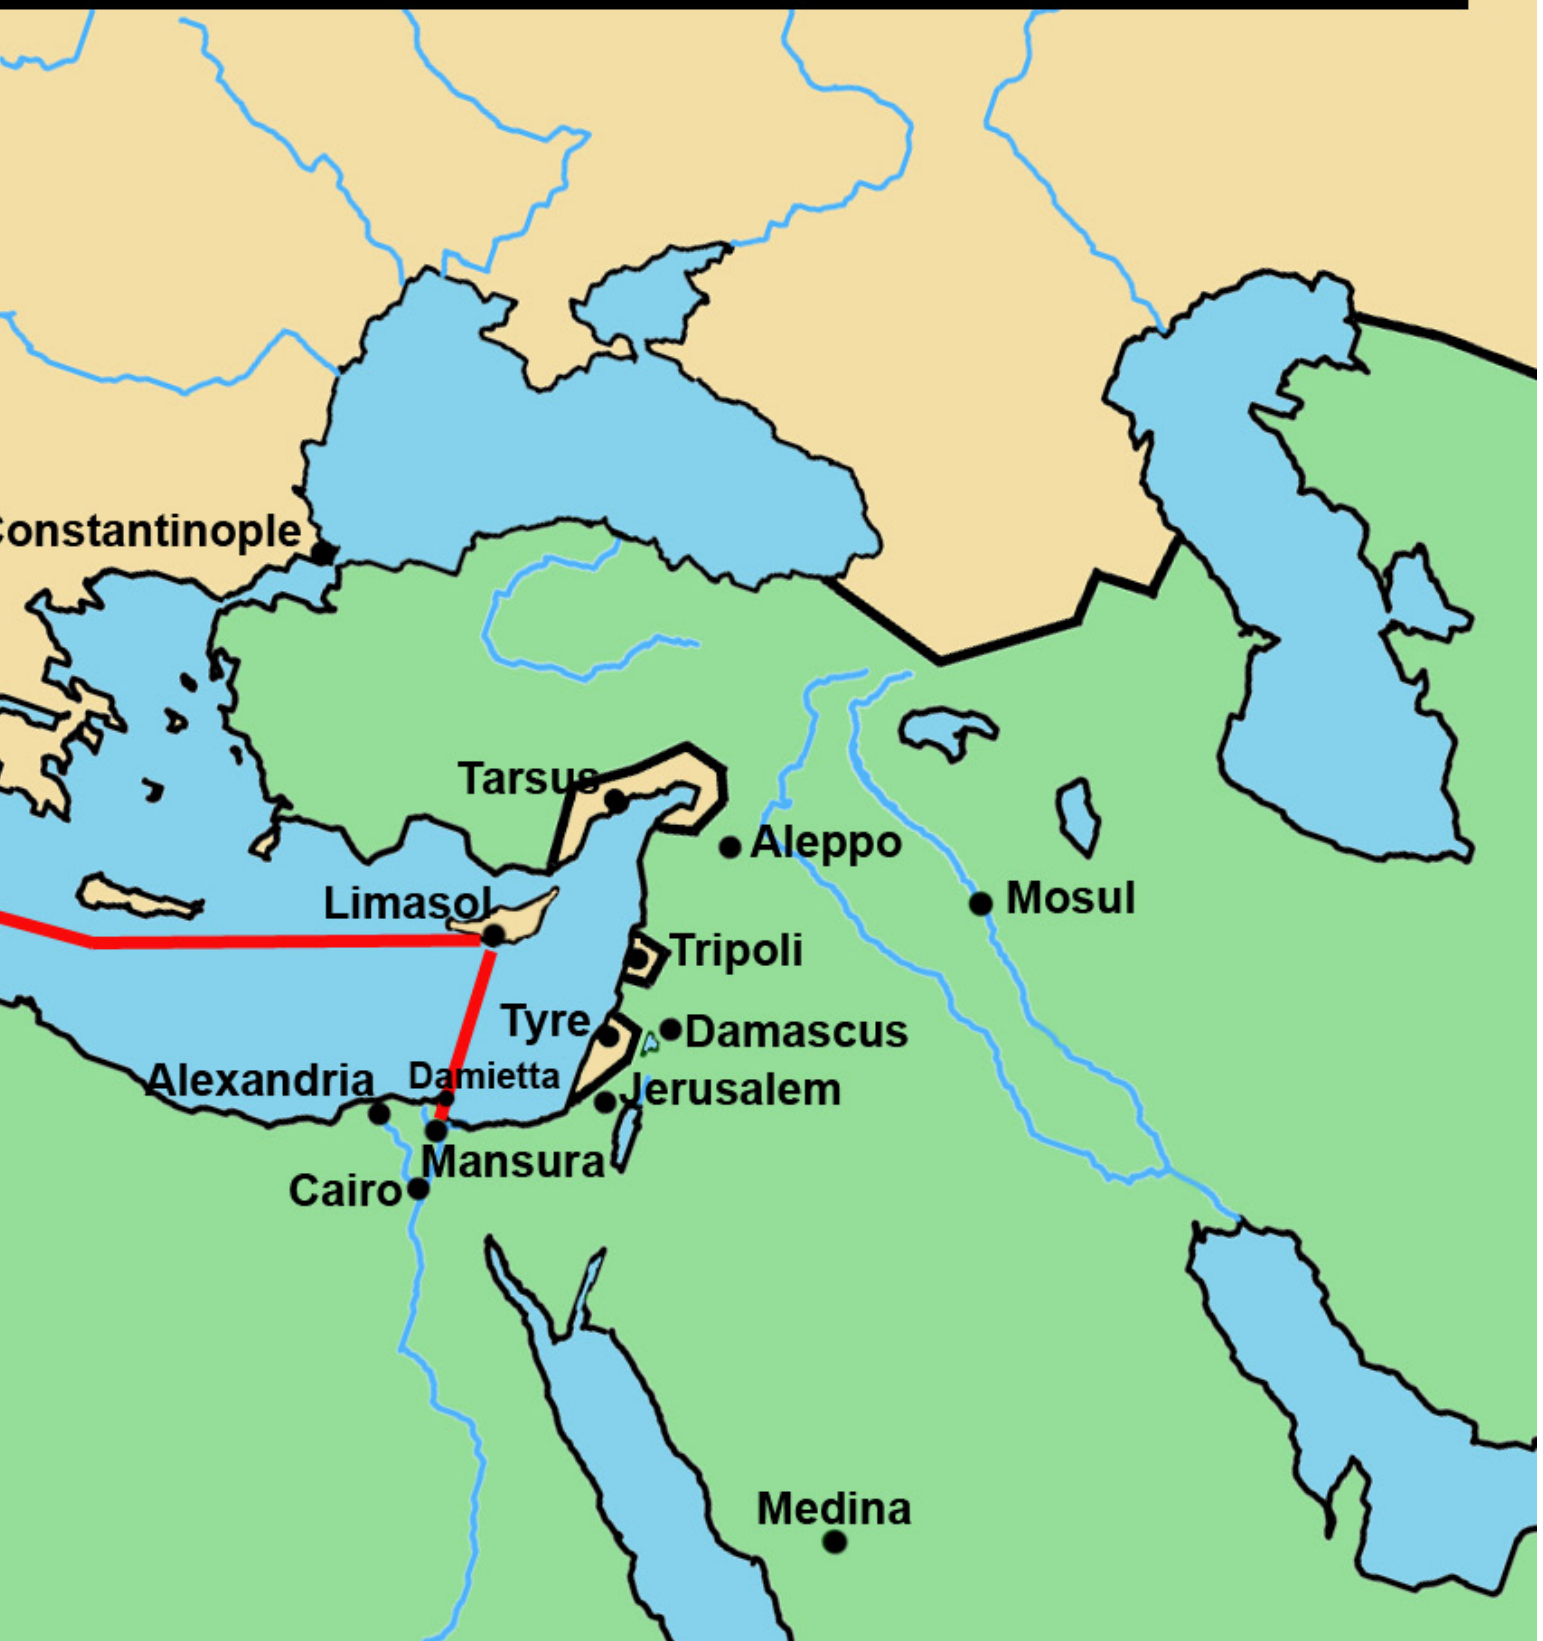 Constantinople
Tarsus
Aleppo
Limasol
Mosul
Tripoli
Tyre
Damascus
Alexandria
Damietta
Jerusalem
Mansura
Cairo
Medina